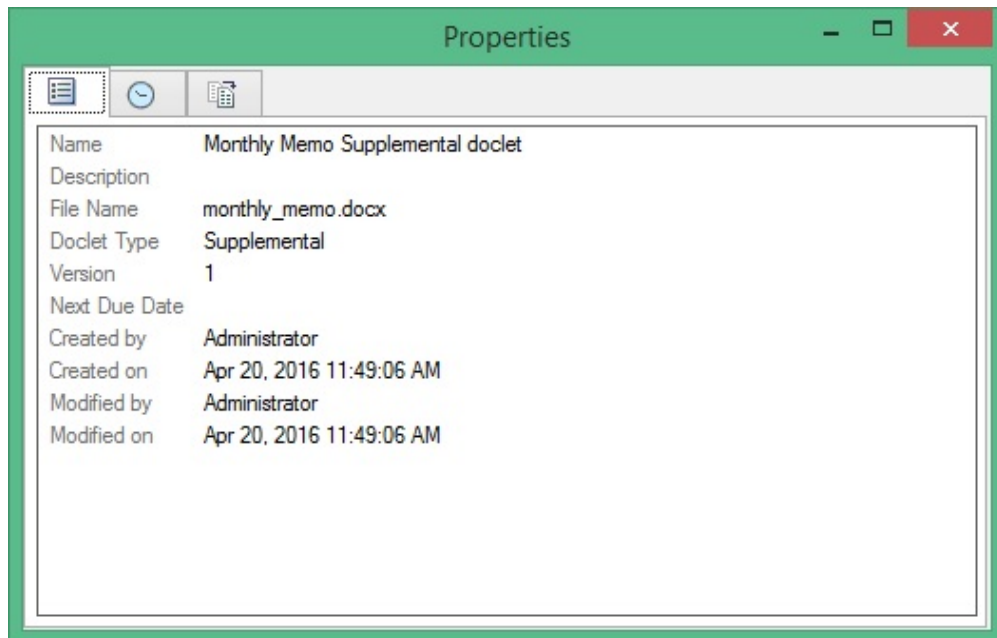 Properties
Name Monthly Memo Supplemental doclet
Description
File Name monthly_memo.docx
Doclet Type Supplemental
Version 1
Next Due Date
Created by Administrator
Created on Apr 20, 2016 11:49:06 AM
Modified by Administrator
Modified on Apr 20, 2016 11:49:06 AM